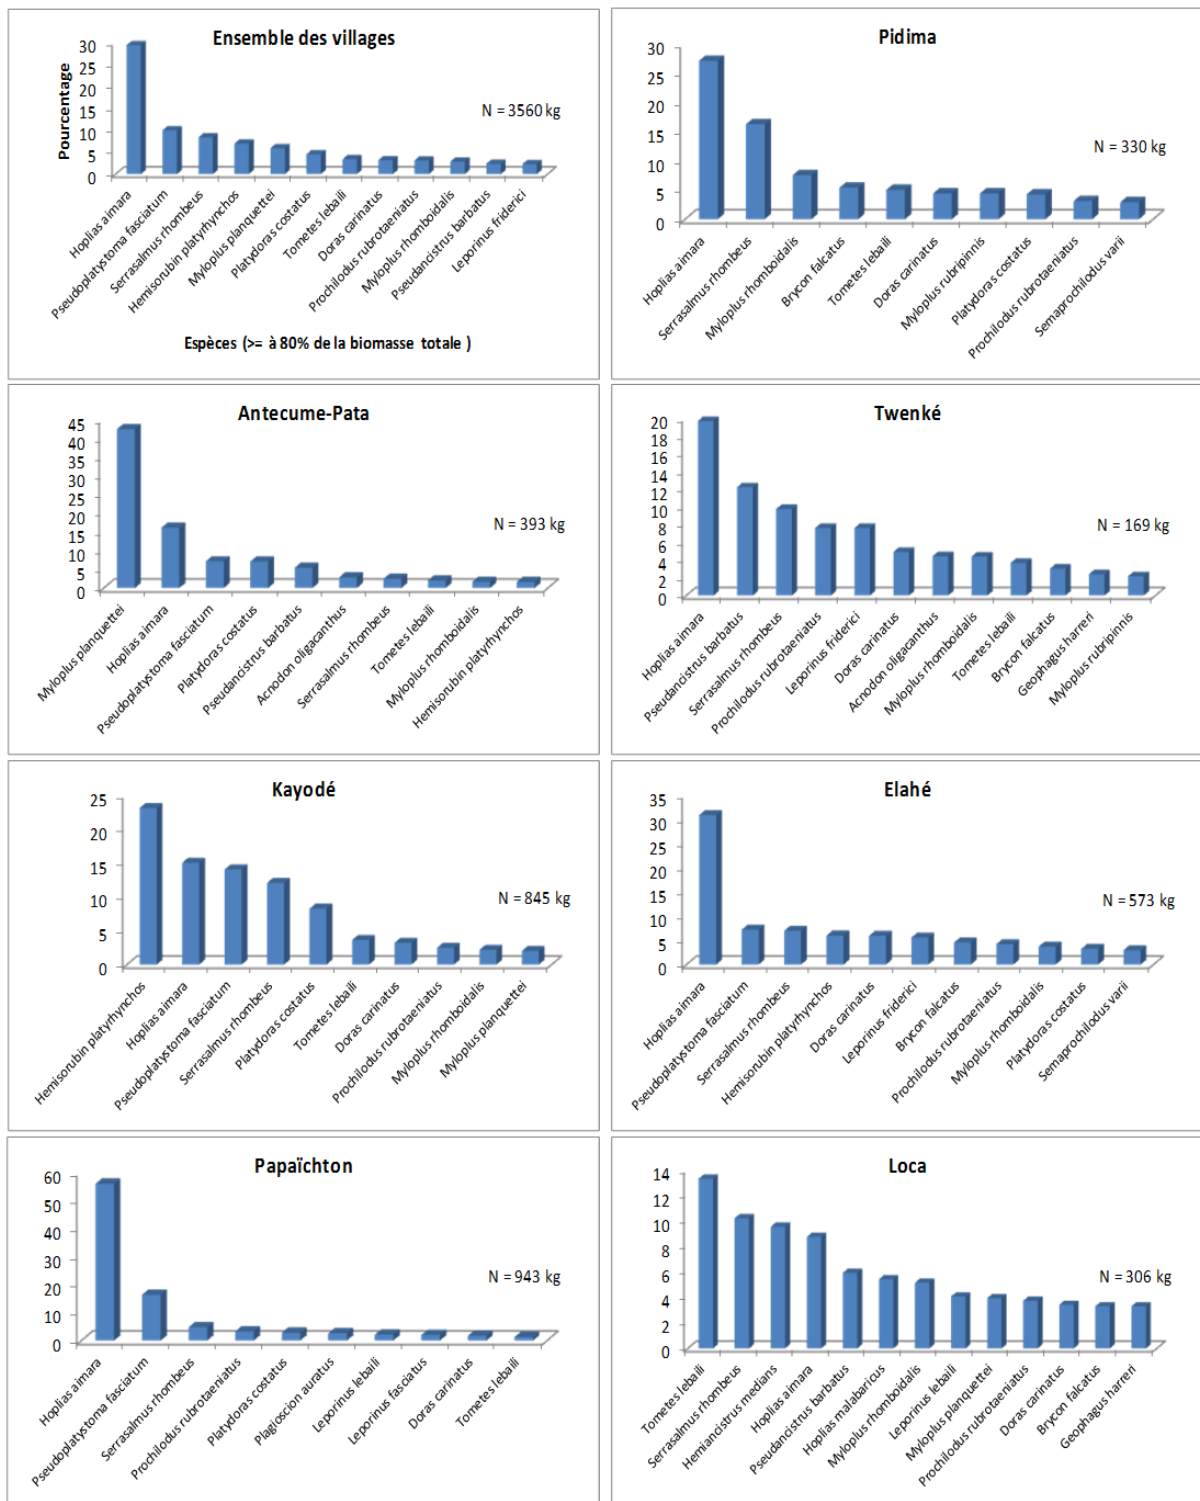 Ensemble des villages
Pourcentage
30
25
20
15
10
5
0
N = 3560 kg
Hoplias aimara
Pseudoplatystoma fasciatum
Serrasalmus rhombeus
Hemisorubin platyrhynchos
Myloplus planquettei
Platydoras costatus
Tometes lebaili
Doras carinatus
Prochilodus rubrotaeniatus
Myloplus rhomboidalis
Pseudancistrus barbatus
Leporinus friderici
Espèces (>= à 80% de la biomasse totale )
Pidima
30
25
20
15
10
5
0
N = 330 kg
Hoplias aimara
Serrasalmus rhombeus
Myloplus rhomboidalis
Brycon falcatus
Tometes lebaili
Doras carinatus
Myloplus rubripinnis
Platydoras costatus
Prochilodus rubrotaeniatus
Semaprochilodus varii
Antecume-Pata
45
40
35
30
25
20
15
10
5
0
N = 393 kg
Myloplus planquettei
Hoplias aimara
Pseudoplatystoma fasciatum
Platydoras costatus
Pseudancistrus barbatus
Acnodon oligacanthus
Serrasalmus rhombeus
Tometes lebaili
Myloplus rhomboidalis
Hemisorubin platyrhynchos
Twenké
20
18
16
14
12
10
8
6
4
2
0
N = 169 kg
Hoplias aimara
Pseudancistrus barbatus
Serrasalmus rhombeus
Prochilodus rubrotaeniatus
Leporinus friderici
Doras carinatus
Acnodon oligacanthus
Myloplus rhomboidalis
Tometes lebaili
Brycon falcatus
Geophagus harreri
Myloplus rubripinnis
Kayodé
25
20
15
10
5
0
N = 845 kg
Hemisorubin platyrhynchos
Hoplias aimara
Pseudoplatystoma fasciatum
Serrasalmus rhombeus
Platydoras costatus
Tometes lebaili
Doras carinatus
Prochilodus rubrotaeniatus
Myloplus rhomboidalis
Myloplus planquettei
Elahé
35
30
25
20
15
10
5
0
N = 573 kg
Hoplias aimara
Pseudoplatystoma fasciatum
Serrasalmus rhombeus
Hemisorubin platyrhynchos
Doras carinatus
Leporinus friderici
Brycon falcatus
Prochilodus rubrotaeniatus
Myloplus rhomboidalis
Platydoras costatus
Semaprochilodus varii
Papaïchton
60
50
40
30
20
10
0
N = 943 kg
Hoplias aimara
Pseudoplatystoma fasciatum
Serrasalmus rhombeus
Prochilodus rubrotaeniatus
Platydoras costatus
Plagioscion auratus
Leporinus lebaili
Leporinus fasciatus
Doras carinatus
Tometes lebaili
Loca
14
12
10
8
6
4
2
0
N = 306 kg
Tometes lebaili
Serrasalmus rhombeus
Hemiancistrus medians
Hoplias aimara
Pseudancistrus barbatus
Hoplias malabaricus
Myloplus rhomboidalis
Leporinus lebaili
Myloplus planquettei
Prochilodus rubrotaeniatus
Doras carinatus
Brycon falcatus
Geophagus harreri